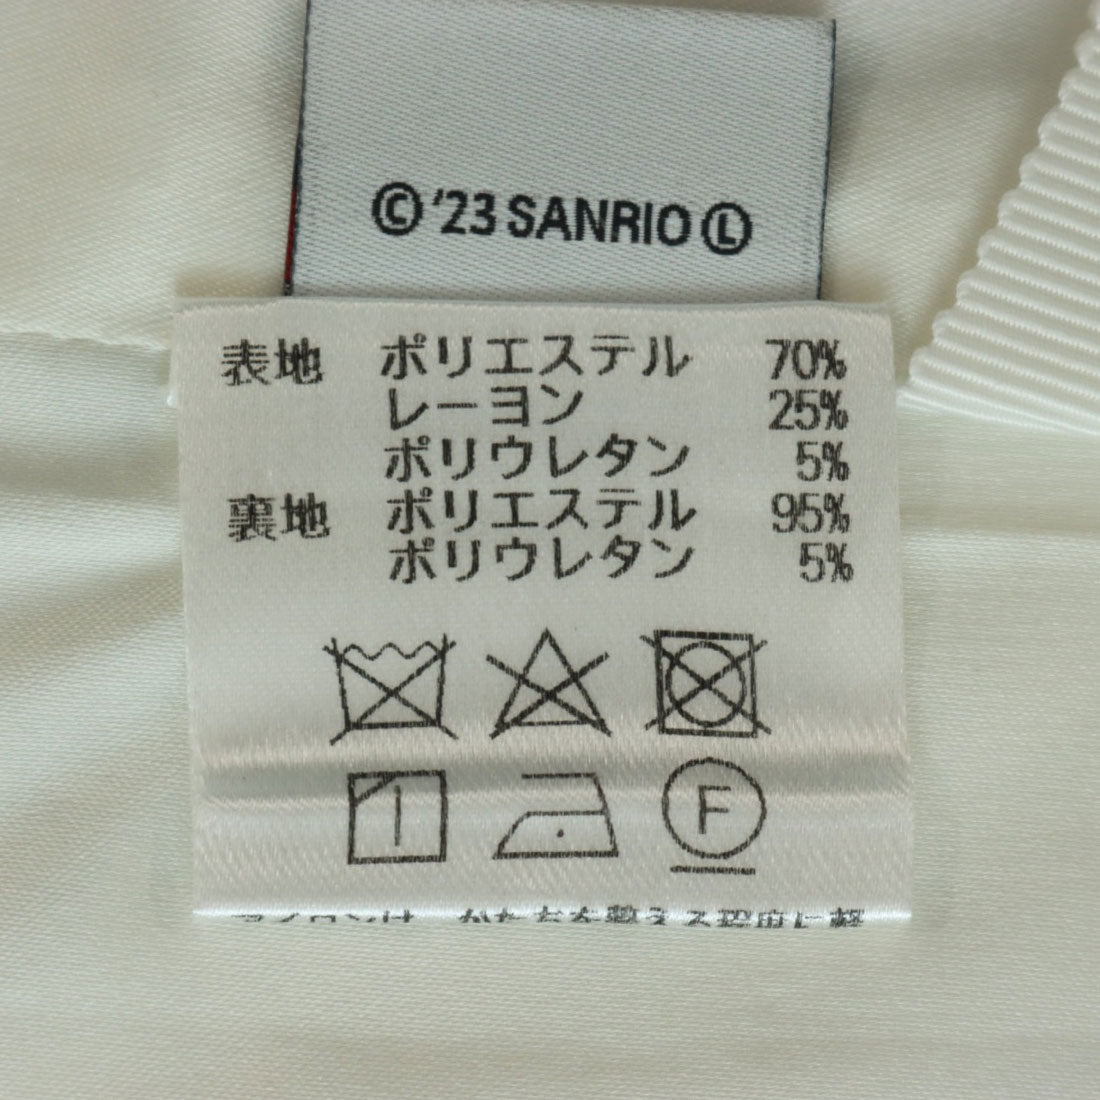 © '23 SANRIO Ⓛ
表地 ポリエステル 70%
レーヨン 25%
ポリウレタン 5%
裏地 ポリエステル 95%
ポリウレタン 5%
F